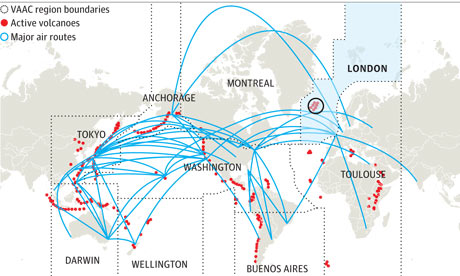 VAAC region boundaries
Active volcanoes
Major air routes
LONDON
MONTREAL
ANCHORAGE
TOKYO
WASHINGTON
TOULOUSE
DARWIN
WELLINGTON
BUENOS AIRES